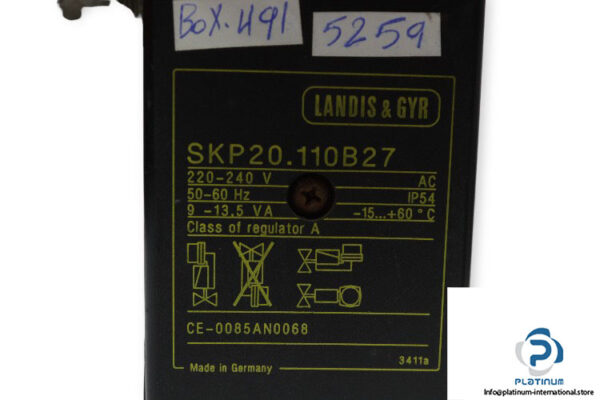 BOX.491
5259
LANDIS & GYR
SKP20.110B27
220-240 V AC
50-60 Hz IP54
9 -13.5 VA -15...+60°C
Class of regulator A
CE-0085AN0068
Made in Germany 3411a
PLATINUM
Info@platinum-international.store